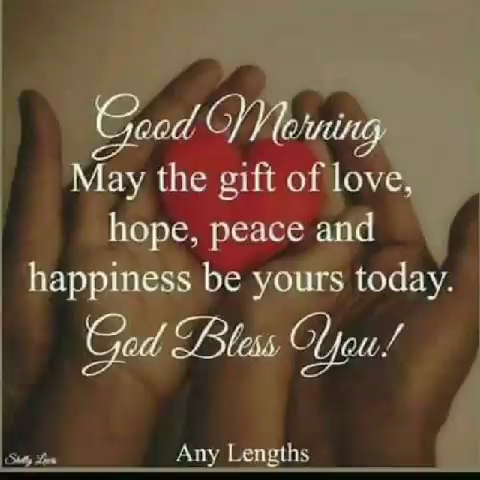 Good Morning
May the gift of love,
hope, peace and
happiness be yours today.
God Bless You!
Any Lengths